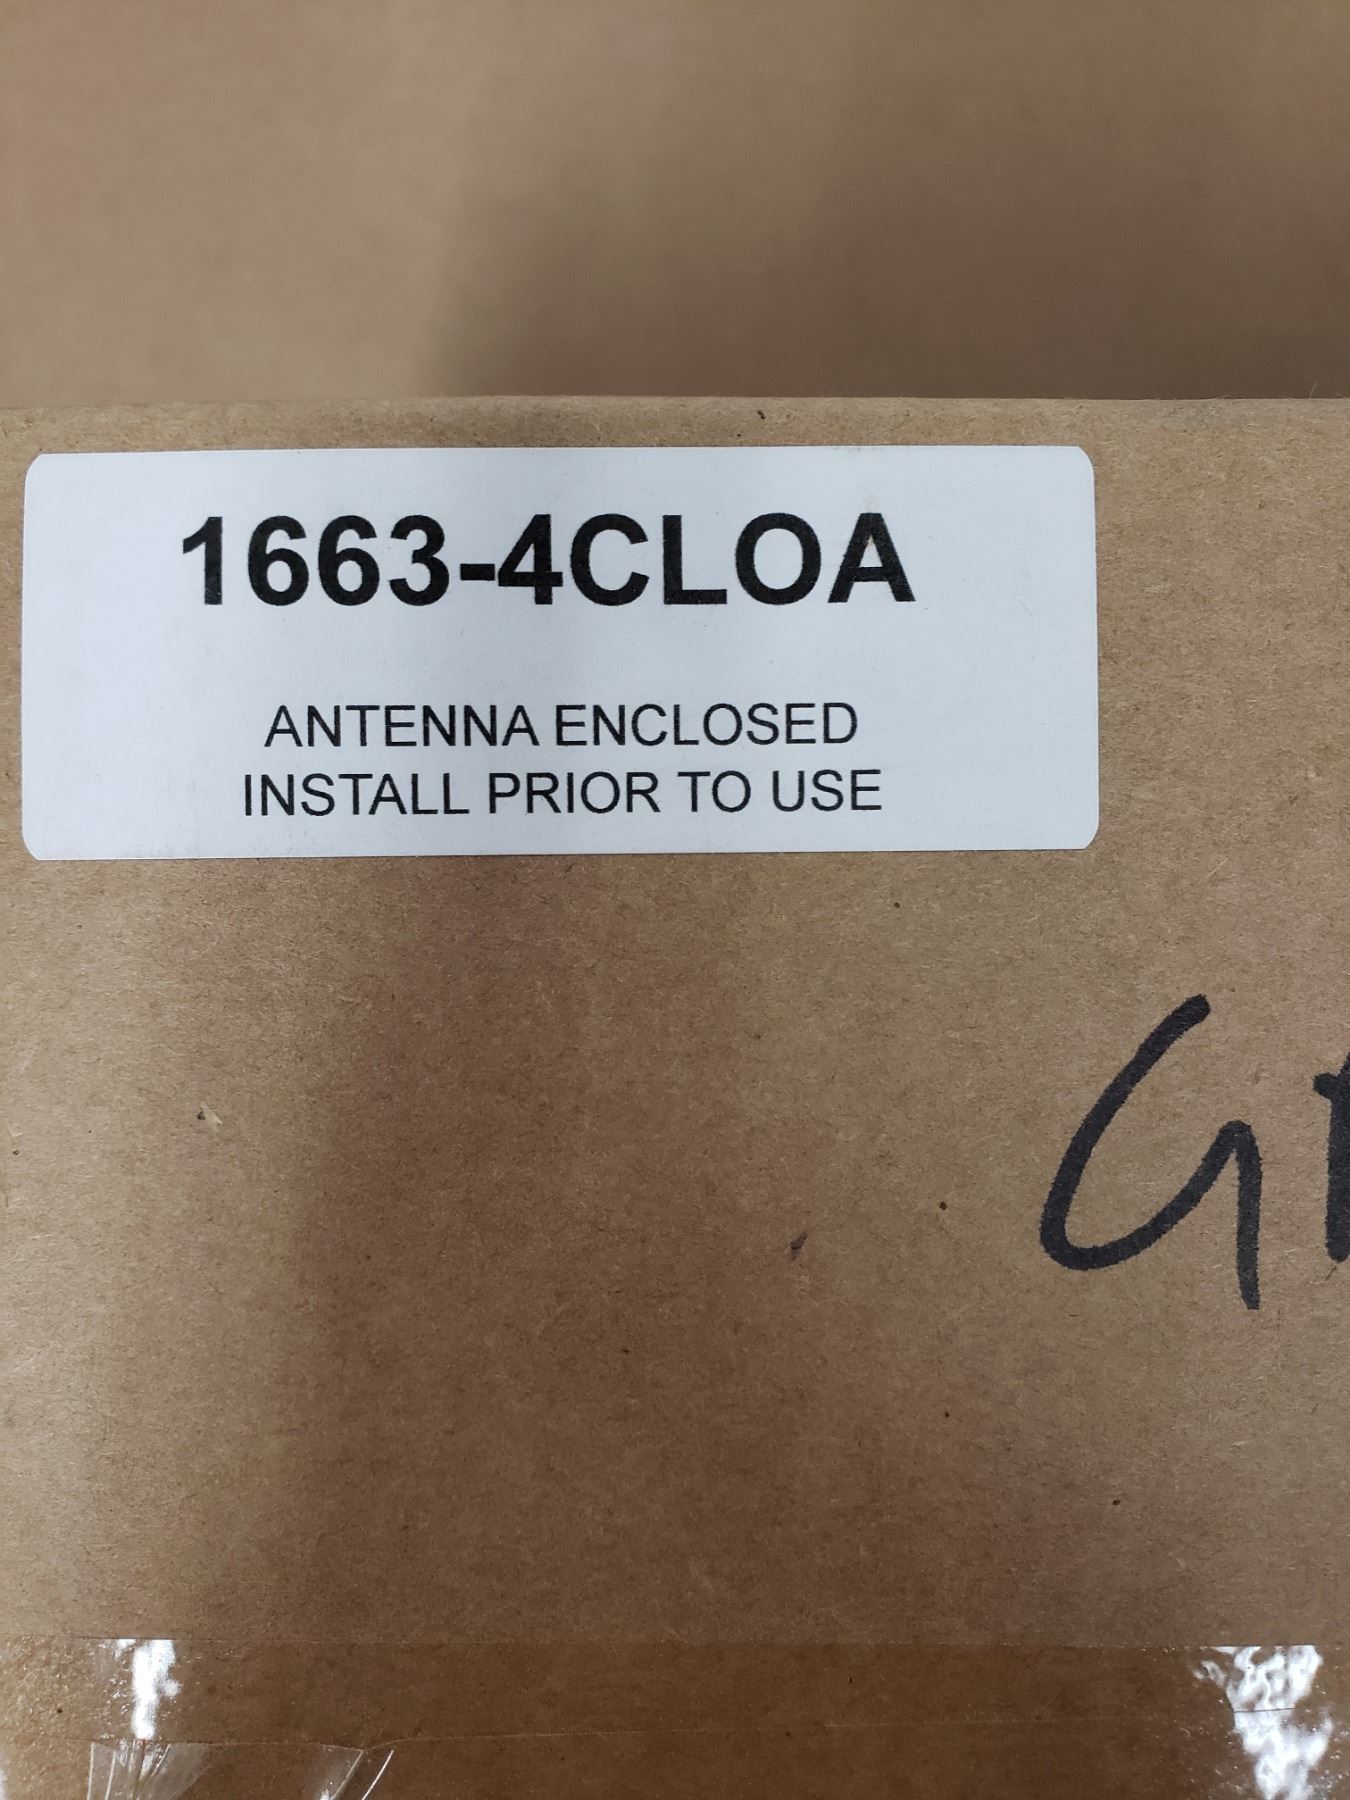 1663-4CLOA
ANTENNA ENCLOSED
INSTALL PRIOR TO USE